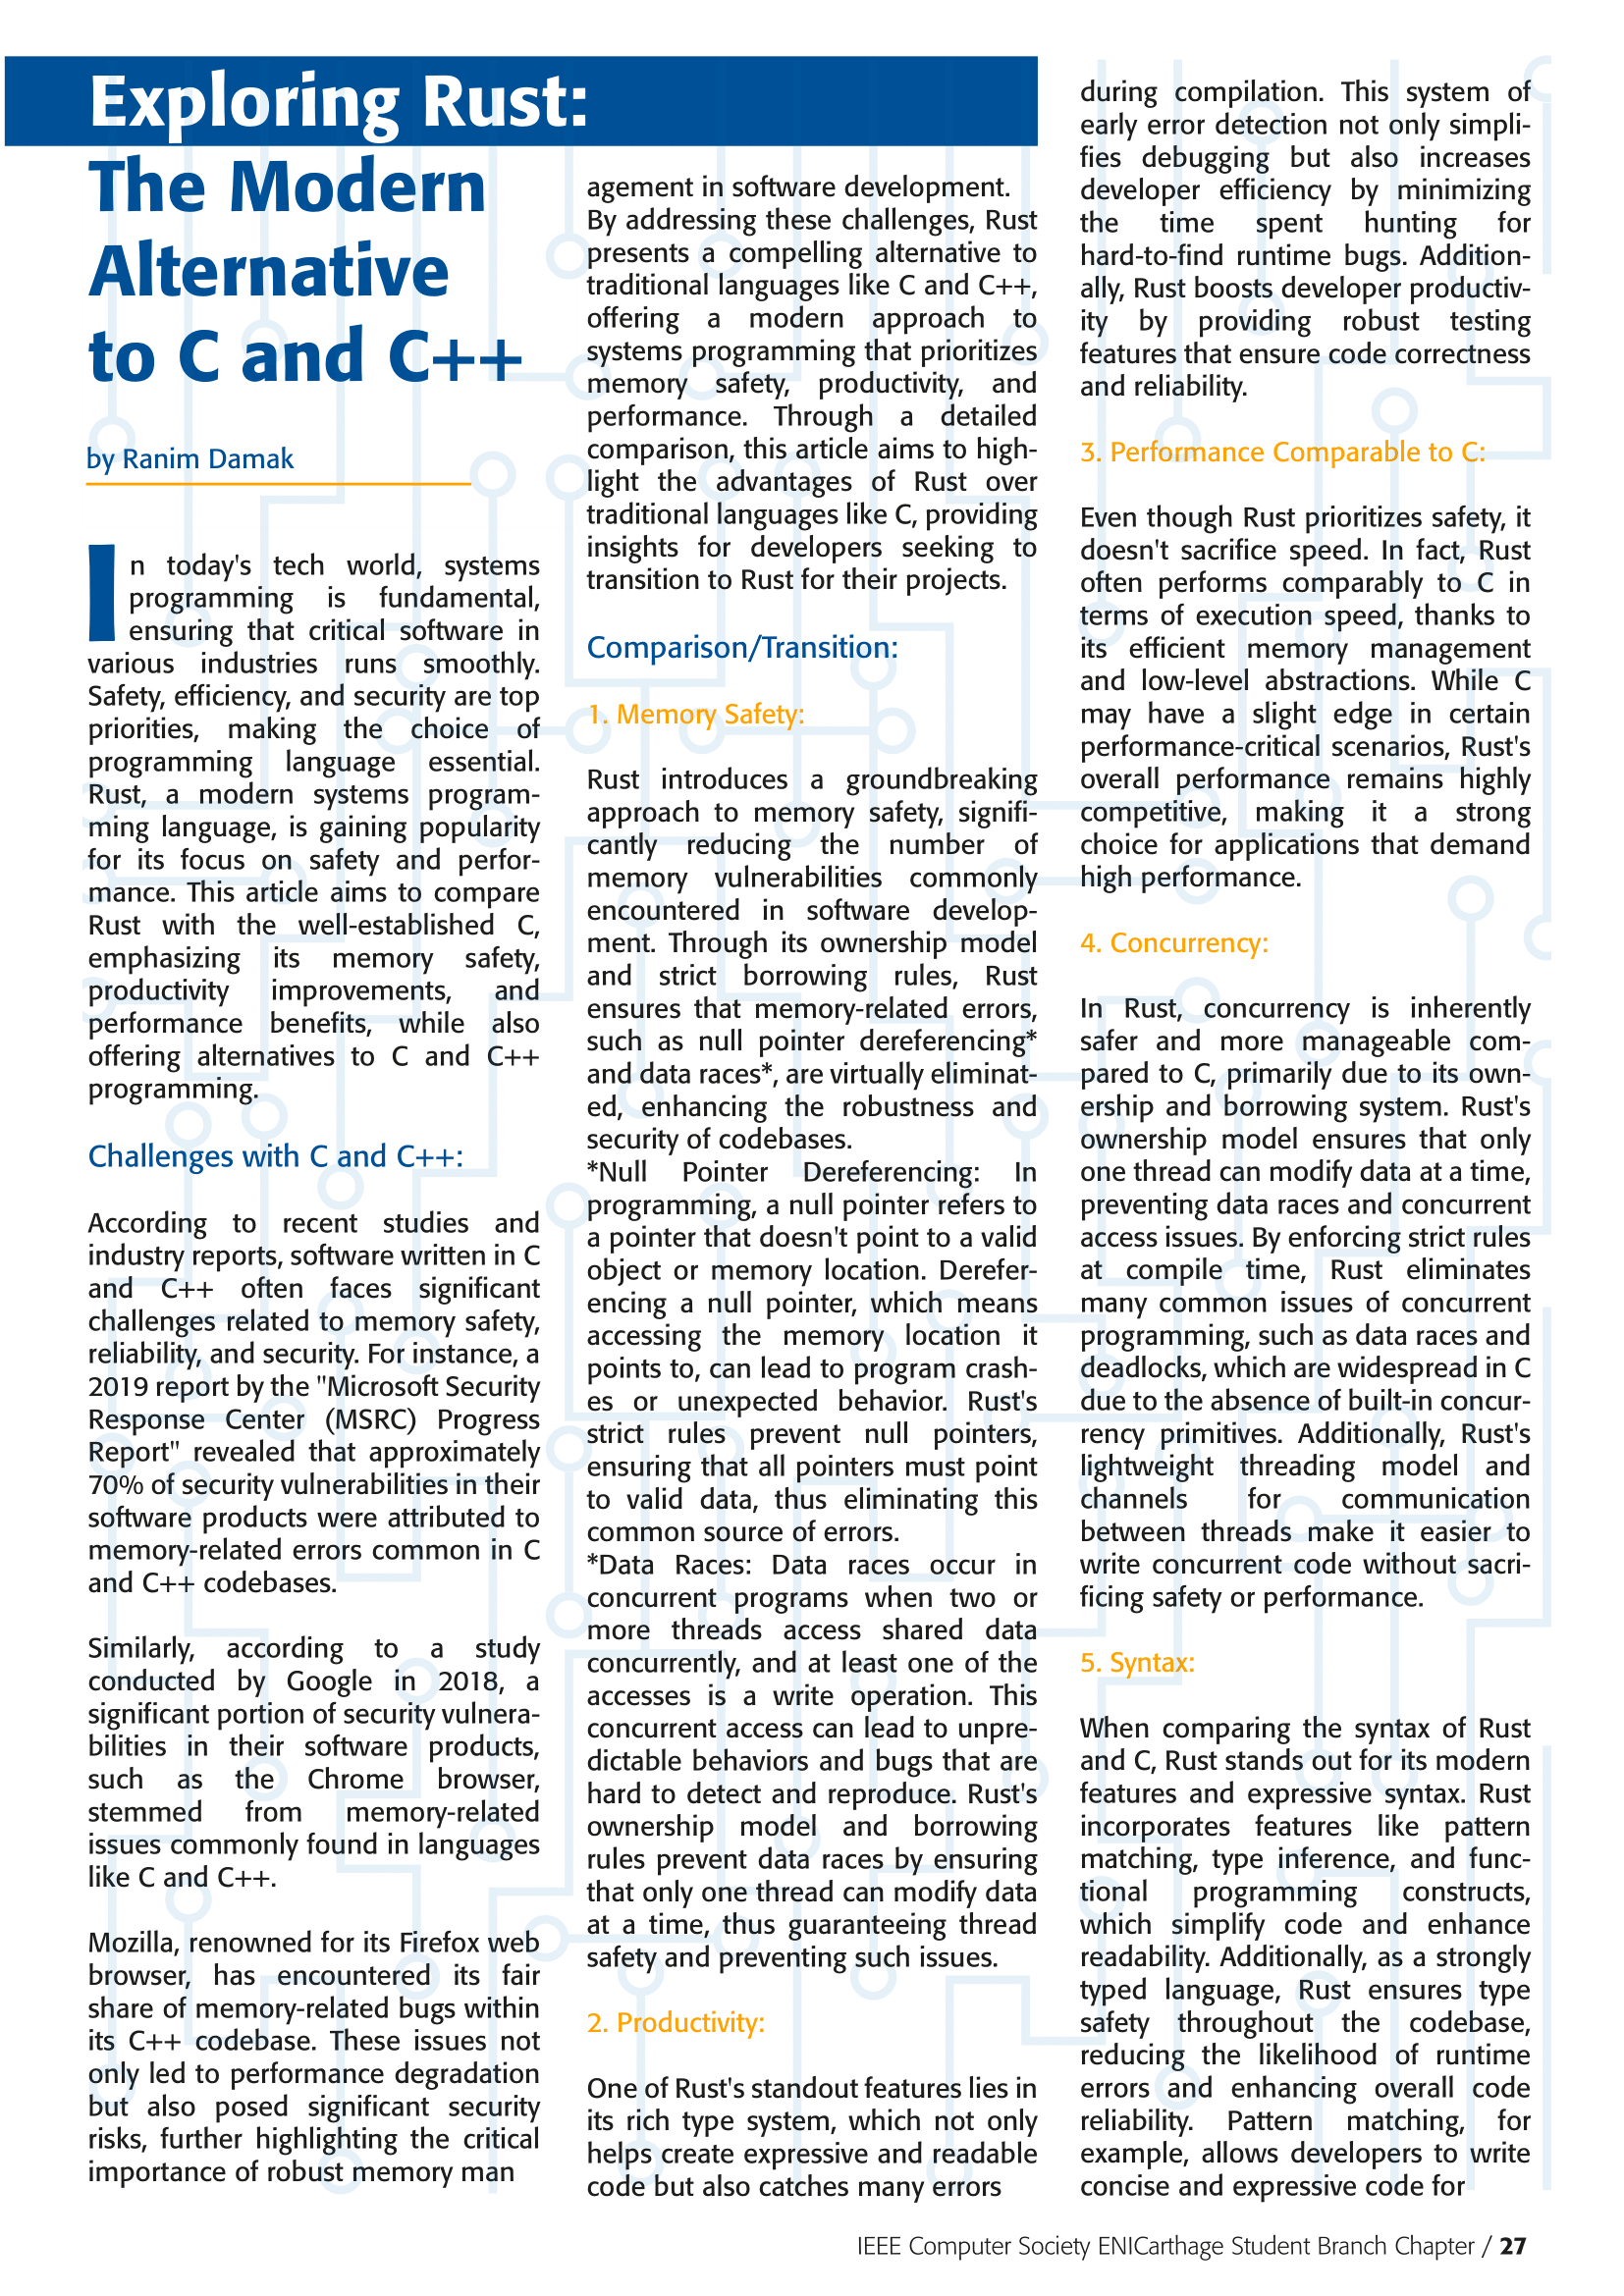 Exploring Rust:
The Modern
Alternative
to C and C++
by Ranim Damak
In today's tech world, systems
programming is fundamental,
ensuring that critical software in
various industries runs smoothly.
Safety, efficiency, and security are top
priorities, making the choice of
programming language essential.
Rust, a modern systems program-
ming language, is gaining popularity
for its focus on safety and perfor-
mance. This article aims to compare
Rust with the well-established C,
emphasizing its memory safety,
productivity improvements, and
performance benefits, while also
offering alternatives to C and C++
programming.
Challenges with C and C++:
According to recent studies and
industry reports, software written in C
and C++ often faces significant
challenges related to memory safety,
reliability, and security. For instance, a
2019 report by the "Microsoft Security
Response Center (MSRC) Progress
Report" revealed that approximately
70% of security vulnerabilities in their
software products were attributed to
memory-related errors common in C
and C++ codebases.
Similarly, according to a study
conducted by Google in 2018, a
significant portion of security vulnera-
bilities in their software products,
such as the Chrome browser,
stemmed from memory-related
issues commonly found in languages
like C and C++.
Mozilla, renowned for its Firefox web
browser, has encountered its fair
share of memory-related bugs within
its C++ codebase. These issues not
only led to performance degradation
but also posed significant security
risks, further highlighting the critical
importance of robust memory man
agement in software development.
By addressing these challenges, Rust
presents a compelling alternative to
traditional languages like C and C++,
offering a modern approach to
systems programming that prioritizes
memory safety, productivity, and
performance. Through a detailed
comparison, this article aims to high-
light the advantages of Rust over
traditional languages like C, providing
insights for developers seeking to
transition to Rust for their projects.
Comparison/Transition:
1. Memory Safety:
Rust introduces a groundbreaking
approach to memory safety, signifi-
cantly reducing the number of
memory vulnerabilities commonly
encountered in software develop-
ment. Through its ownership model
and strict borrowing rules, Rust
ensures that memory-related errors,
such as null pointer dereferencing*
and data races*, are virtually eliminat-
ed, enhancing the robustness and
security of codebases.
*Null Pointer Dereferencing: In
programming, a null pointer refers to
a pointer that doesn't point to a valid
object or memory location. Derefer-
encing a null pointer, which means
accessing the memory location it
points to, can lead to program crash-
es or unexpected behavior. Rust's
strict rules prevent null pointers,
ensuring that all pointers must point
to valid data, thus eliminating this
common source of errors.
*Data Races: Data races occur in
concurrent programs when two or
more threads access shared data
concurrently, and at least one of the
accesses is a write operation. This
concurrent access can lead to unpre-
dictable behaviors and bugs that are
hard to detect and reproduce. Rust's
ownership model and borrowing
rules prevent data races by ensuring
that only one thread can modify data
at a time, thus guaranteeing thread
safety and preventing such issues.
2. Productivity:
One of Rust's standout features lies in
its rich type system, which not only
helps create expressive and readable
code but also catches many errors
during compilation. This system of
early error detection not only simpli-
fies debugging but also increases
developer efficiency by minimizing
the time spent hunting for
hard-to-find runtime bugs. Addition-
ally, Rust boosts developer productiv-
ity by providing robust testing
features that ensure code correctness
and reliability.
3. Performance Comparable to C:
Even though Rust prioritizes safety, it
doesn't sacrifice speed. In fact, Rust
often performs comparably to C in
terms of execution speed, thanks to
its efficient memory management
and low-level abstractions. While C
may have a slight edge in certain
performance-critical scenarios, Rust's
overall performance remains highly
competitive, making it a strong
choice for applications that demand
high performance.
4. Concurrency:
In Rust, concurrency is inherently
safer and more manageable com-
pared to C, primarily due to its own-
ership and borrowing system. Rust's
ownership model ensures that only
one thread can modify data at a time,
preventing data races and concurrent
access issues. By enforcing strict rules
at compile time, Rust eliminates
many common issues of concurrent
programming, such as data races and
deadlocks, which are widespread in C
due to the absence of built-in concur-
rency primitives. Additionally, Rust's
lightweight threading model and
channels for communication
between threads make it easier to
write concurrent code without sacri-
ficing safety or performance.
5. Syntax:
When comparing the syntax of Rust
and C, Rust stands out for its modern
features and expressive syntax. Rust
incorporates features like pattern
matching, type inference, and func-
tional programming constructs,
which simplify code and enhance
readability. Additionally, as a strongly
typed language, Rust ensures type
safety throughout the codebase,
reducing the likelihood of runtime
errors and enhancing overall code
reliability. Pattern matching, for
example, allows developers to write
concise and expressive code for
IEEE Computer Society ENICarthage Student Branch Chapter / 27